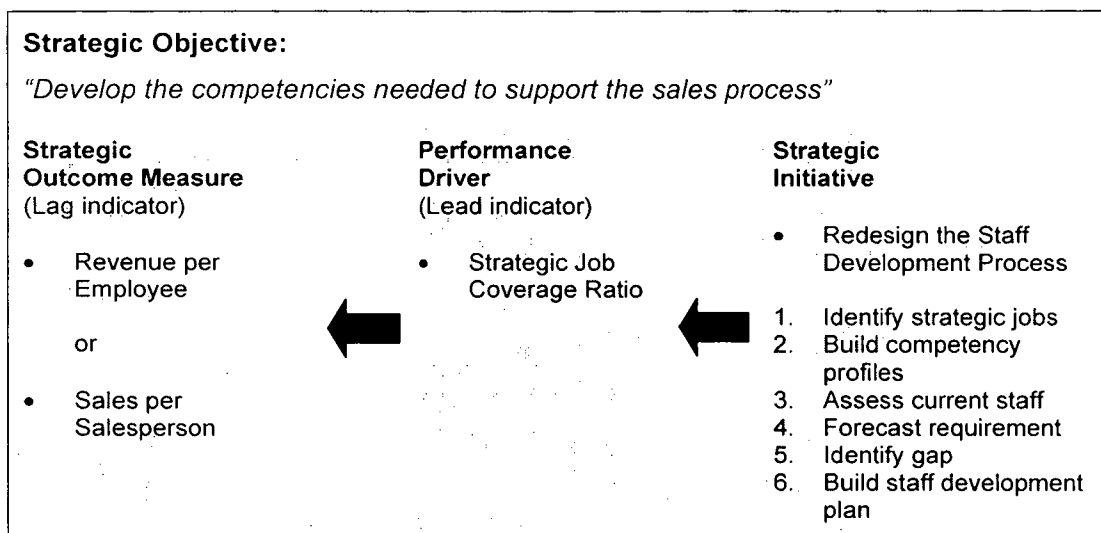 Strategic Objective:
“Develop the competencies needed to support the sales process”
Strategic
Outcome Measure
(Lag indicator)
• Revenue per
Employee
or
• Sales per
Salesperson
Performance
Driver
(Lead indicator)
• Strategic Job
Coverage Ratio
Strategic
Initiative
• Redesign the Staff
Development Process
1. Identify strategic jobs
2. Build competency
profiles
3. Assess current staff
4. Forecast requirement
5. Identify gap
6. Build staff development
plan